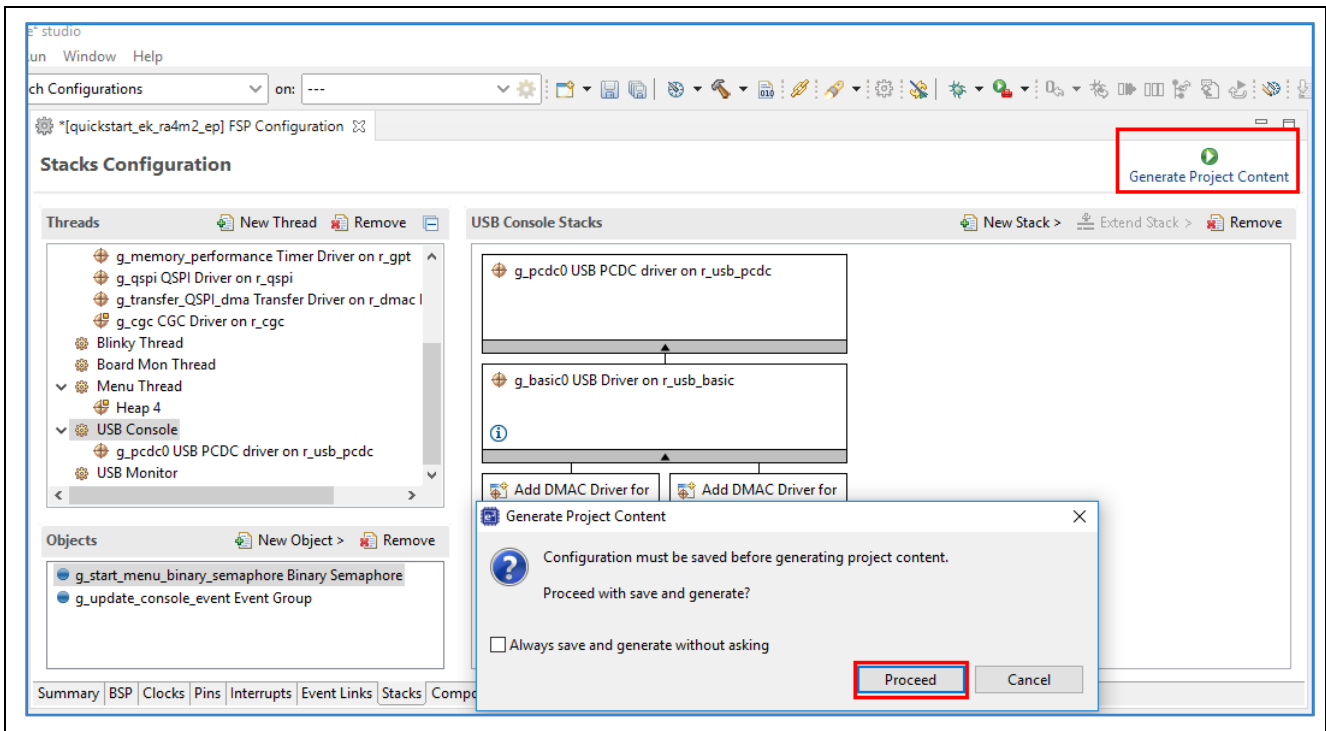 e² studio
un Window Help
ch Configurations on: ---
*[quickstart_ek_ra4m2_ep] FSP Configuration
Stacks Configuration
Generate Project Content
Threads New Thread Remove
g_memory_performance Timer Driver on r_gpt
g_qspi QSPI Driver on r_qspi
g_transfer_QSPI_dma Transfer Driver on r_dmac
g_cgc CGC Driver on r_cgc
Blinky Thread
Board Mon Thread
Menu Thread
Heap 4
USB Console
g_pcdc0 USB PCDC driver on r_usb_pcdc
USB Monitor
Objects New Object > Remove
g_start_menu_binary_semaphore Binary Semaphore
g_update_console_event Event Group
USB Console Stacks New Stack > Extend Stack > Remove
g_pcdc0 USB PCDC driver on r_usb_pcdc
g_basic0 USB Driver on r_usb_basic
Add DMAC Driver for Add DMAC Driver for
Generate Project Content
Configuration must be saved before generating project content.
Proceed with save and generate?
Always save and generate without asking
Proceed Cancel
Summary BSP Clocks Pins Interrupts Event Links Stacks Comp